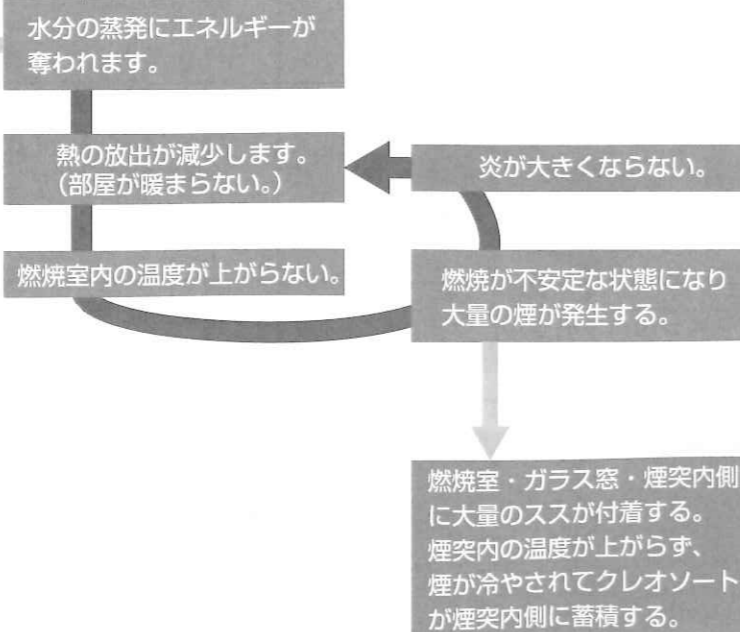 水分の蒸発にエネルギーが
奪われます。
熱の放出が減少します。
（部屋が暖まらない。）
燃焼室内の温度が上がらない。
炎が大きくならない。
燃焼が不安定な状態になり
大量の煙が発生する。
燃焼室・ガラス窓・煙突内側
に大量のススが付着する。
煙突内の温度が上がらず、
煙が冷やされてクレオソート
が煙突内側に蓄積する。